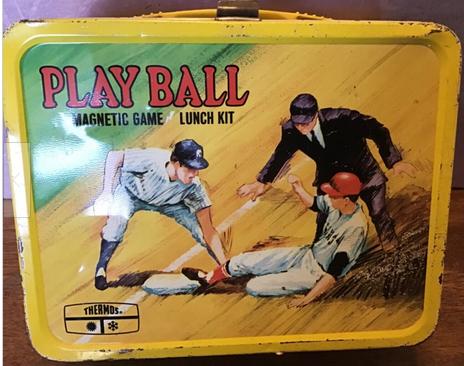 PLAY BALL
MAGNETIC GAME LUNCH KIT
THERMOS®